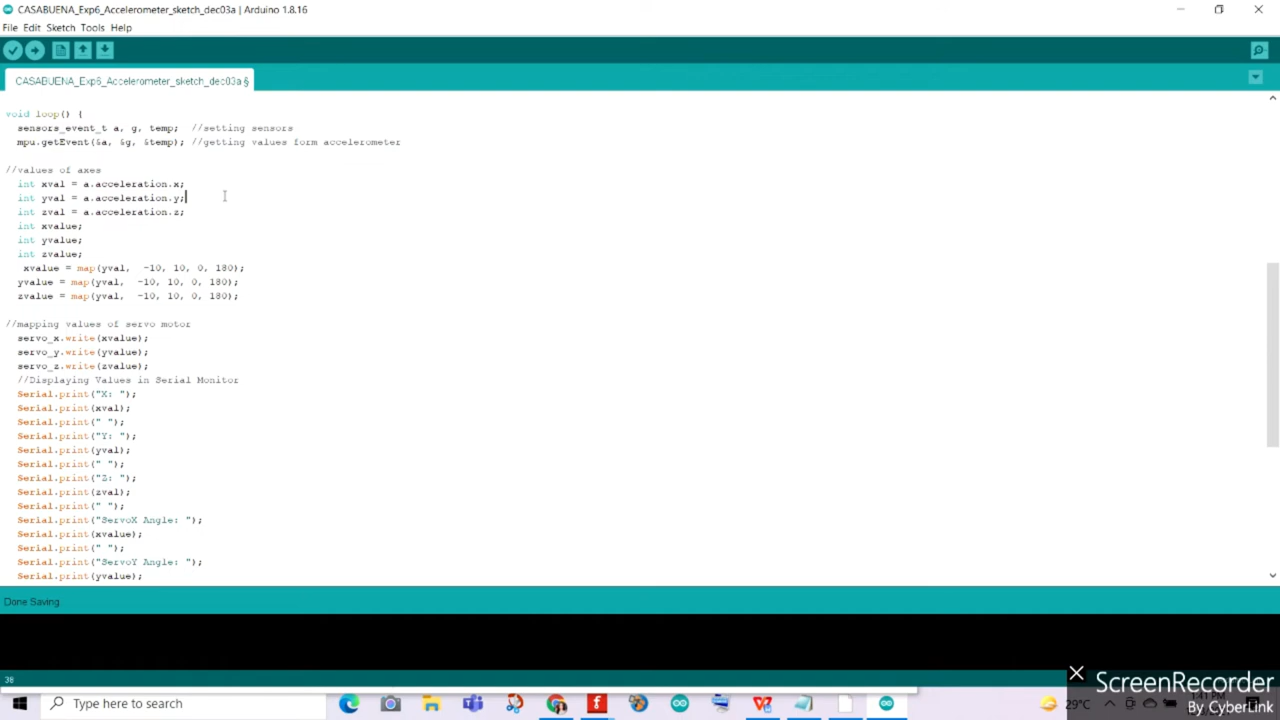 CASABUENA_Exp6_Accelerometer_sketch_dec03a | Arduino 1.8.16
File Edit Sketch Tools Help
CASABUENA_Exp6_Accelerometer_sketch_dec03a §
void loop() {
sensors_event_t a, g, temp; //setting sensors
mpu.getEvent(&a, &g, &temp); //getting values form accelerometer
//values of axes
int xval = a.acceleration.x;
int yval = a.acceleration.y;
int zval = a.acceleration.z;
int xvalue;
int yvalue;
int zvalue;
xvalue = map(yval, -10, 10, 0, 180);
yvalue = map(yval, -10, 10, 0, 180);
zvalue = map(yval, -10, 10, 0, 180);
//mapping values of servo motor
servo_x.write(xvalue);
servo_y.write(yvalue);
servo_z.write(zvalue);
//Displaying Values in Serial Monitor
Serial.print("X: ");
Serial.print(xval);
Serial.print(" ");
Serial.print("Y: ");
Serial.print(yval);
Serial.print(" ");
Serial.print("Z: ");
Serial.print(zval);
Serial.print(" ");
Serial.print("ServoX Angle: ");
Serial.print(xvalue);
Serial.print(" ");
Serial.print("ServoY Angle: ");
Serial.print(yvalue);
Done Saving
38
ScreenRecorder
By CyberLink
Type here to search
29°C